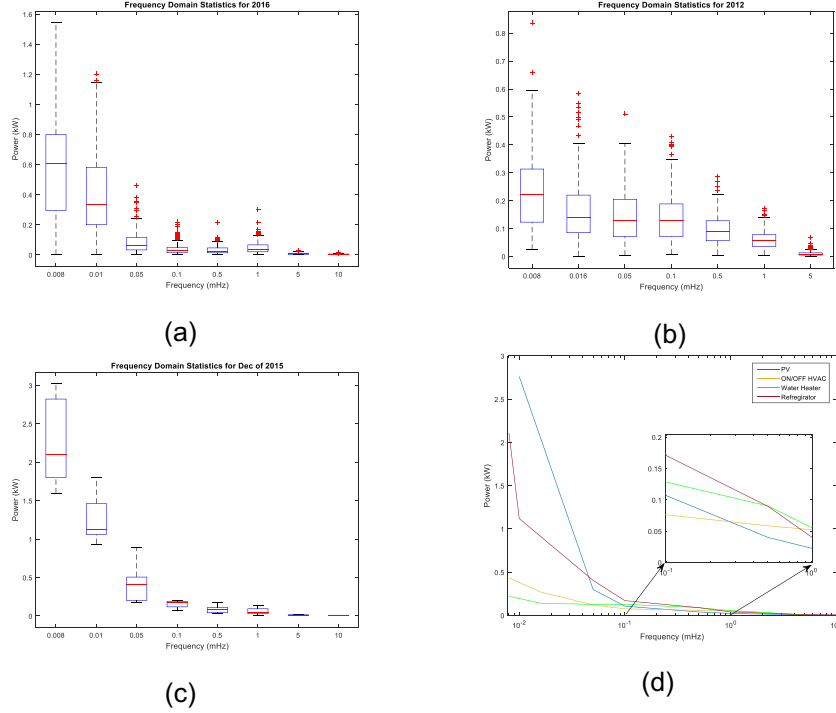 Frequency Domain Statistics for 2016
1.6
1.4
1.2
1
0.8
0.6
0.4
0.2
0
Power (kW)
0.008 0.01 0.05 0.1 0.5 1 5 10
Frequency (mHz)
(a)
Frequency Domain Statistics for 2012
0.8
0.7
0.6
0.5
0.4
0.3
0.2
0.1
0
Power (kW)
0.008 0.016 0.05 0.1 0.5 1 5
Frequency (mHz)
(b)
Frequency Domain Statistics for Dec of 2015
3
2.5
2
1.5
1
0.5
0
Power (kW)
0.008 0.01 0.05 0.1 0.5 1 5 10
Frequency (mHz)
(c)
3
2.5
2
1.5
1
0.5
0
Power (kW)
PV
ON/OFF HVAC
Water Heater
Refregirator
0.2
0.15
0.1
0.05
0
10-1 100
10-2 10-1 100 10
Frequency (mHz)
(d)